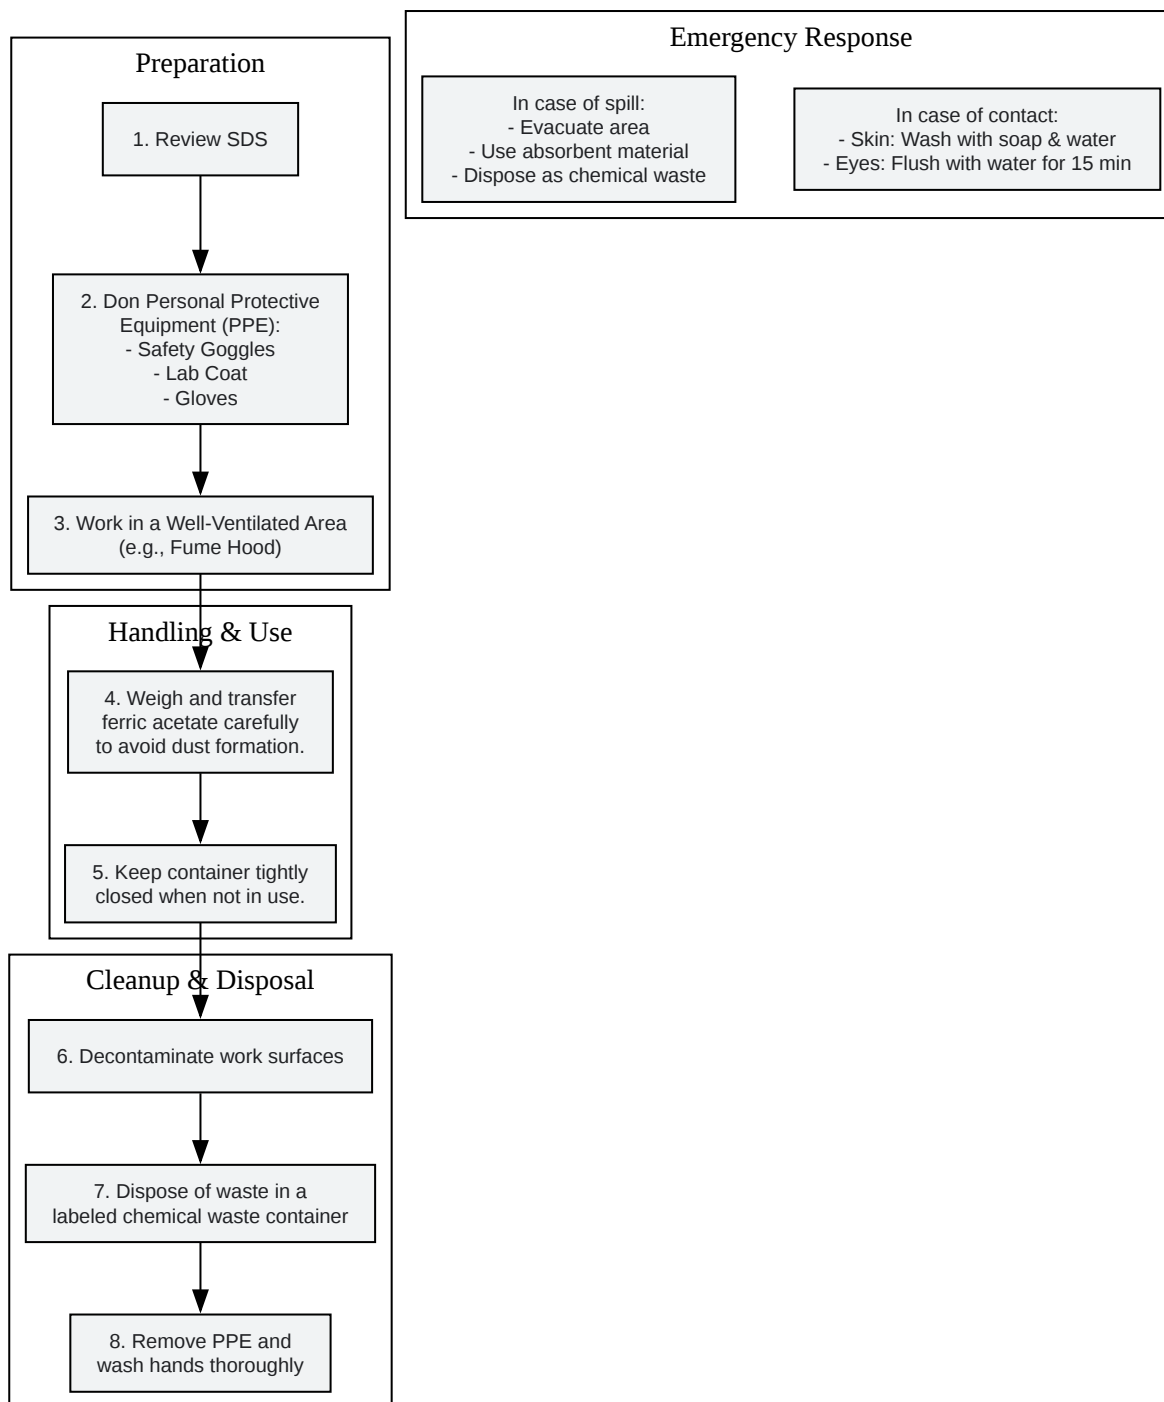 Preparation
1. Review SDS
2. Don Personal Protective
Equipment (PPE):
- Safety Goggles
- Lab Coat
- Gloves
3. Work in a Well-Ventilated Area
(e.g., Fume Hood)
Handling & Use
4. Weigh and transfer
ferric acetate carefully
to avoid dust formation.
5. Keep container tightly
closed when not in use.
Cleanup & Disposal
6. Decontaminate work surfaces
7. Dispose of waste in a
labeled chemical waste container
8. Remove PPE and
wash hands thoroughly
Emergency Response
In case of spill:
- Evacuate area
- Use absorbent material
- Dispose as chemical waste
In case of contact:
- Skin: Wash with soap & water
- Eyes: Flush with water for 15 min